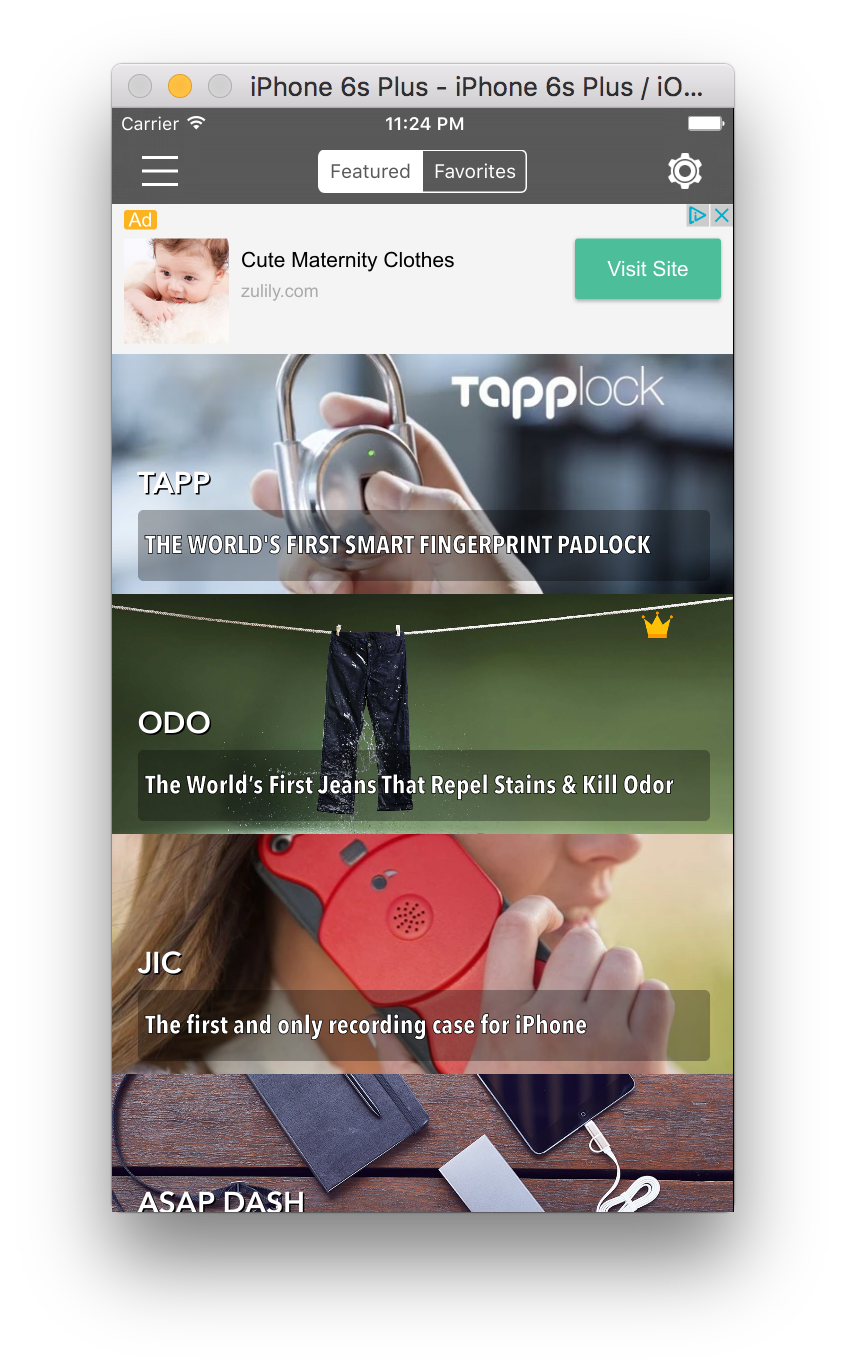 iPhone 6s Plus - iPhone 6s Plus / iO...
Carrier 11:24 PM
Featured Favorites
Ad
Cute Maternity Clothes
zulily.com
Visit Site
Tapplock
TAPP
THE WORLD'S FIRST SMART FINGERPRINT PADLOCK
ODO
The World’s First Jeans That Repel Stains & Kill Odor
JIC
The first and only recording case for iPhone
ASAP DASH